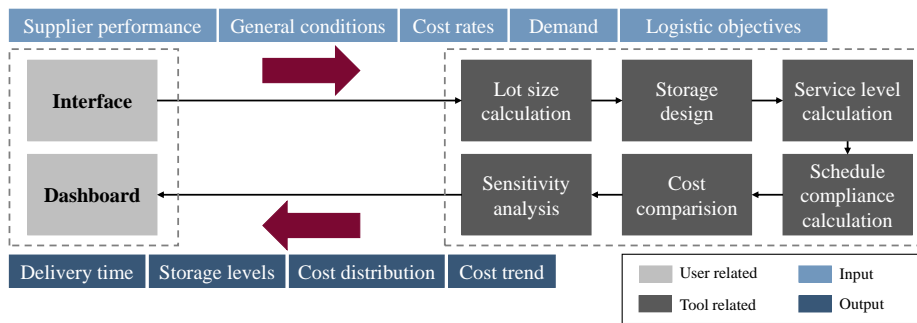 Supplier performance General conditions Cost rates Demand Logistic objectives
Interface
Lot size
calculation
Storage
design
Service level
calculation
Dashboard
Sensitivity
analysis
Cost
comparision
Schedule
compliance
calculation
Delivery time Storage levels Cost distribution Cost trend
User related Input
Tool related Output